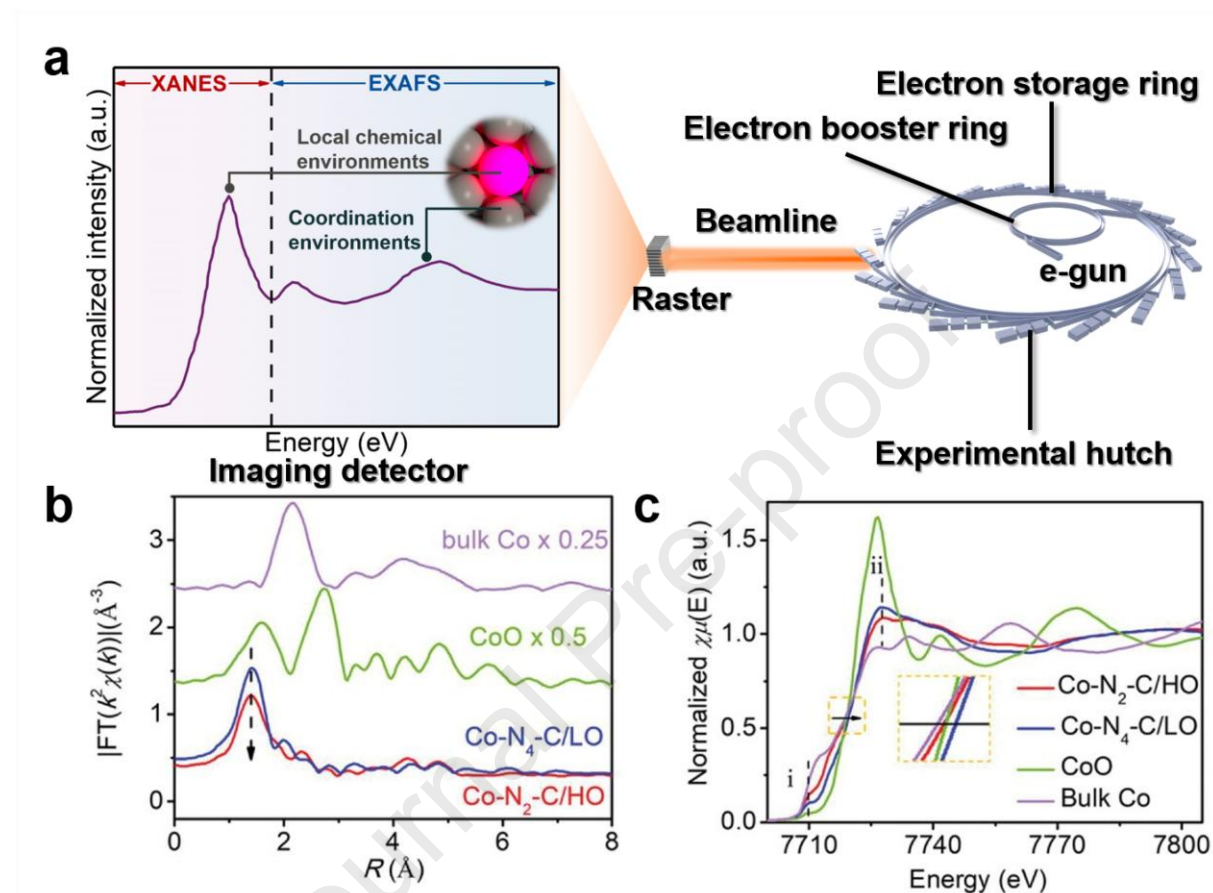 a
XANES
EXAFS
Local chemical
environments
Coordination
environments
Normalized intensity (a.u.)
Energy (eV)
Imaging detector
Raster
Beamline
Electron storage ring
Electron booster ring
e-gun
Experimental hutch
b
bulk Co x 0.25
CoO x 0.5
Co-N₄-C/LO
Co-N₂-C/HO
|FT(k² χ(k))|(Å⁻³)
3
2
1
0
0 2 4 6 8
R (Å)
c
Normalized χμ(E) (a.u.)
1.5
1.0
0.5
0.0
i
ii
Co-N₂-C/HO
Co-N₄-C/LO
CoO
Bulk Co
7710 7740 7770 7800
Energy (eV)
Journal Pre-proof